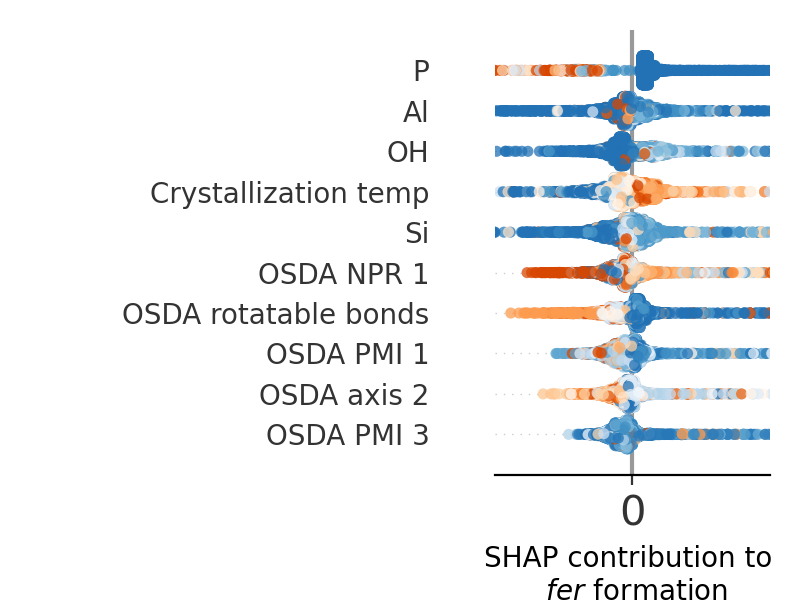 P
Al
OH
Crystallization temp
Si
OSDA NPR 1
OSDA rotatable bonds
OSDA PMI 1
OSDA axis 2
OSDA PMI 3
0
SHAP contribution to
fer formation